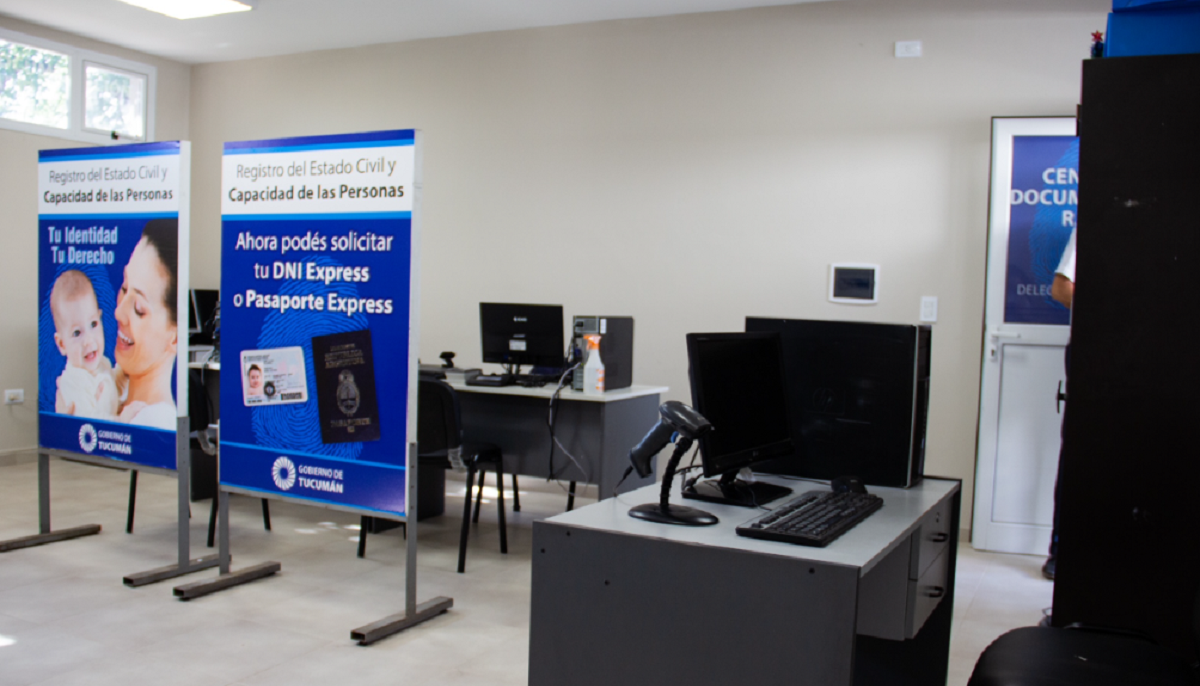 Registro del Estado Civil y
Capacidad de las Personas
Tu Identidad
Tu Derecho
GOBIERNO DE
TUCUMÁN
Registro del Estado Civil y
Capacidad de las Personas
Ahora podés solicitar
tu DNI Express
o Pasaporte Express
PASAPORTE
GOBIERNO DE
TUCUMÁN
CEN
DOCUM
R
DELEG